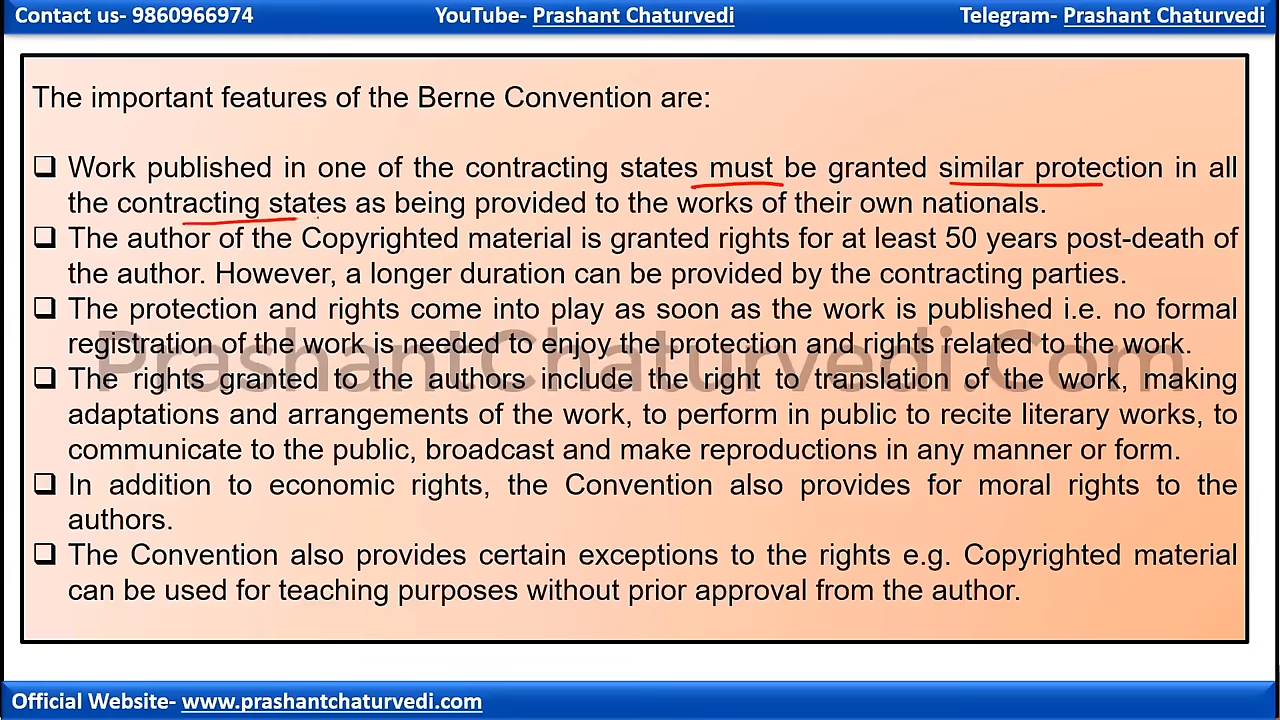 Contact us- 9860966974 YouTube- Prashant Chaturvedi Telegram- Prashant Chaturvedi
The important features of the Berne Convention are:
❑ Work published in one of the contracting states must be granted similar protection in all
the contracting states as being provided to the works of their own nationals.
❑ The author of the Copyrighted material is granted rights for at least 50 years post-death of
the author. However, a longer duration can be provided by the contracting parties.
❑ The protection and rights come into play as soon as the work is published i.e. no formal
registration of the work is needed to enjoy the protection and rights related to the work.
PrashantChaturvedi.Com
❑ The rights granted to the authors include the right to translation of the work, making
adaptations and arrangements of the work, to perform in public to recite literary works, to
communicate to the public, broadcast and make reproductions in any manner or form.
❑ In addition to economic rights, the Convention also provides for moral rights to the
authors.
❑ The Convention also provides certain exceptions to the rights e.g. Copyrighted material
can be used for teaching purposes without prior approval from the author.
Official Website- www.prashantchaturvedi.com